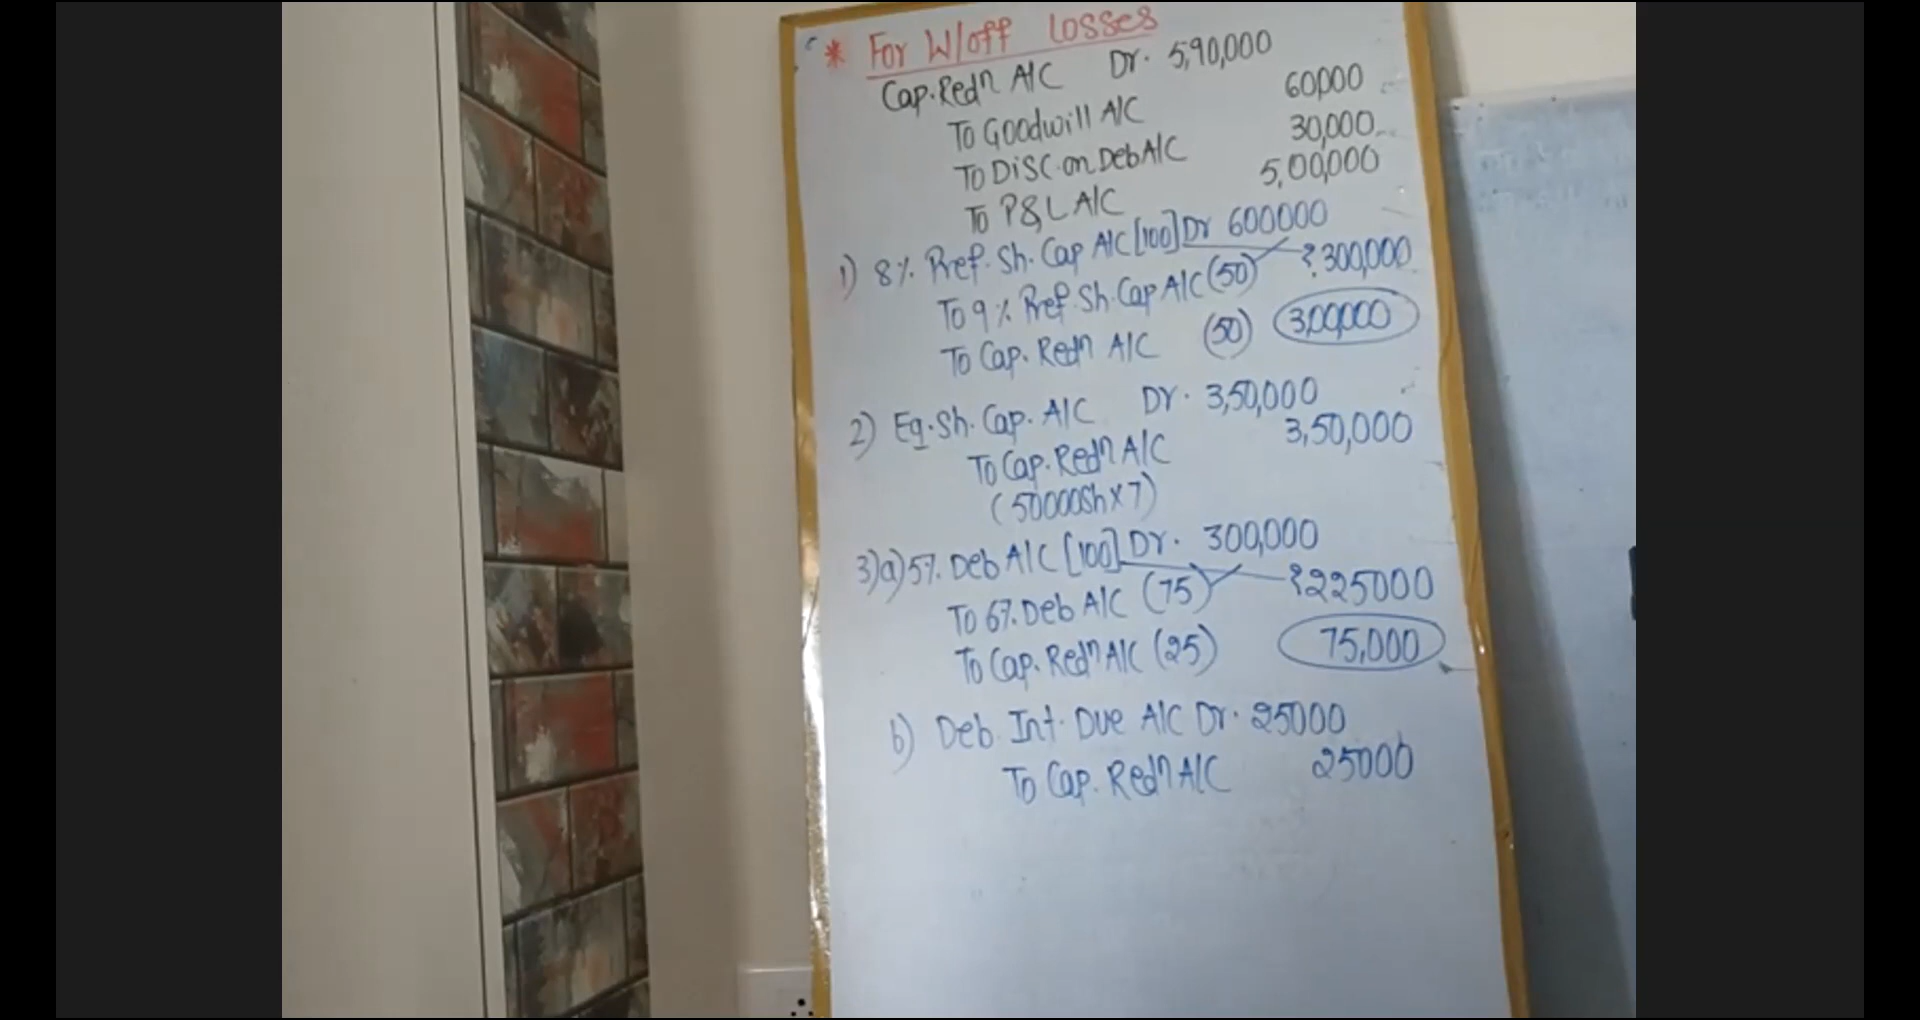 * For W/off losses
Cap. Redn A/C Dr. 5,90,000
To Goodwill A/C 60,000
To Disc. on Deb A/C 30,000
To P & L A/C 5,00,000
1) 8% Pref. Sh. Cap A/C [100] Dr 600000
To 9% Pref. Sh. Cap A/C (50) ₹300,000
To Cap. Redn A/C (50) 3,00,000
2) Eq. Sh. Cap. A/C Dr. 3,50,000
To Cap. Redn A/C 3,50,000
(50000Sh x 7)
3) a) 5% Deb A/C [100] Dr. 300,000
To 6% Deb A/C (75) ₹225000
To Cap. Redn A/C (25) 75,000
b) Deb. Int. Due A/C Dr. 25000
To Cap. Redn A/C 25000